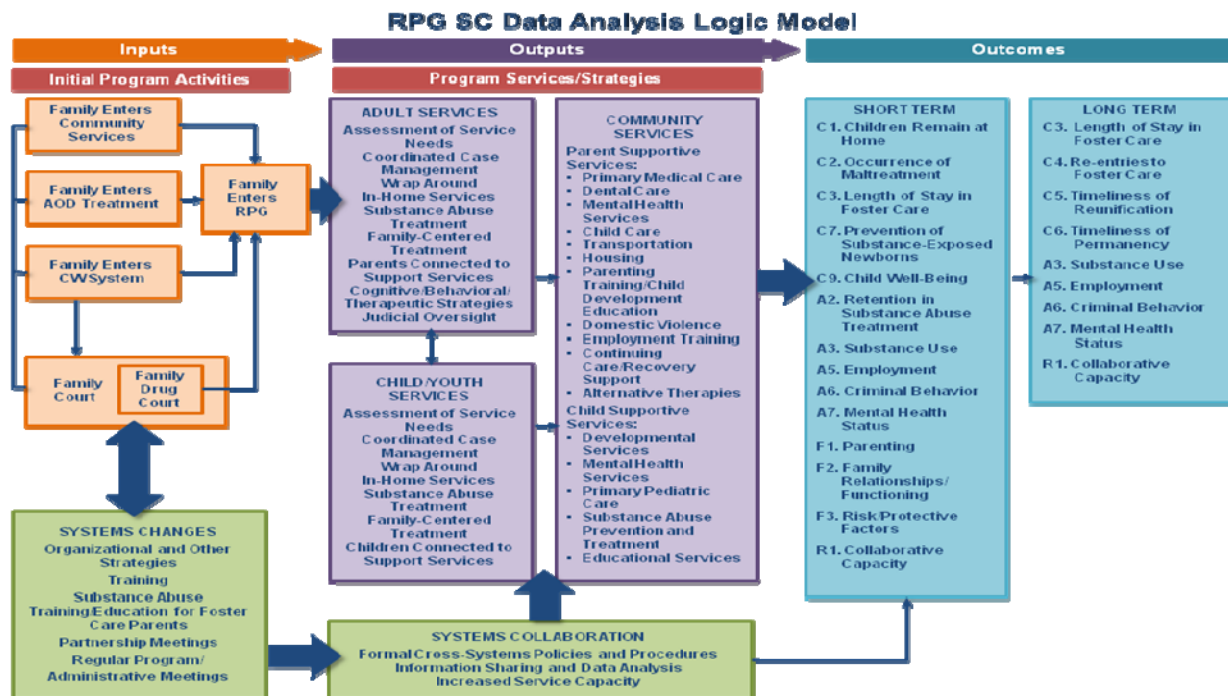 RPG SC Data Analysis Logic Model
Inputs
Outputs
Outcomes
Initial Program Activities
Program Services/Strategies
Family Enters
Community
Services
Family Enters
AOD Treatment
Family Enters
CWSystem
Family
Court
Family
Drug
Court
Family
Enters
RPG
SYSTEMS CHANGES
Organizational and Other
Strategies
Training
Substance Abuse
Training/Education for Foster
Care Parents
Partnership Meetings
Regular Program/
Administrative Meetings
ADULT SERVICES
Assessment of Service
Needs
Coordinated Case
Management
Wrap Around
In-Home Services
Substance Abuse
Treatment
Family-Centered
Treatment
Parents Connected to
Support Services
Cognitive/Behavioral/
Therapeutic Strategies
Judicial Oversight
CHILD/YOUTH
SERVICES
Assessment of Service
Needs
Coordinated Case
Management
Wrap Around
In-Home Services
Substance Abuse
Treatment
Family-Centered
Treatment
Children Connected to
Support Services
COMMUNITY
SERVICES
Parent Supportive
Services:
• Primary Medical Care
• Dental Care
• Mental Health
Services
• Child Care
• Transportation
• Housing
• Parenting
Training/Child
Development
Education
• Domestic Violence
• Employment Training
• Continuing
Care/Recovery
Support
• Alternative Therapies
Child Supportive
Services:
• Developmental
Services
• Mental Health
Services
• Primary Pediatric
Care
• Substance Abuse
Prevention and
Treatment
• Educational Services
SYSTEMS COLLABORATION
Formal Cross-Systems Policies and Procedures
Information Sharing and Data Analysis
Increased Service Capacity
SHORT TERM
C1. Children Remain at
Home
C2. Occurrence of
Maltreatment
C3. Length of Stay in
Foster Care
C7. Prevention of
Substance-Exposed
Newborns
C9. Child Well-Being
A2. Retention in
Substance Abuse
Treatment
A3. Substance Use
A5. Employment
A6. Criminal Behavior
A7. Mental Health
Status
F1. Parenting
F2. Family
Relationships/
Functioning
F3. Risk/Protective
Factors
R1. Collaborative
Capacity
LONG TERM
C3. Length of Stay in
Foster Care
C4. Re-entries to
Foster Care
C5. Timeliness of
Reunification
C6. Timeliness of
Permanency
A3. Substance Use
A5. Employment
A6. Criminal Behavior
A7. Mental Health
Status
R1. Collaborative
Capacity